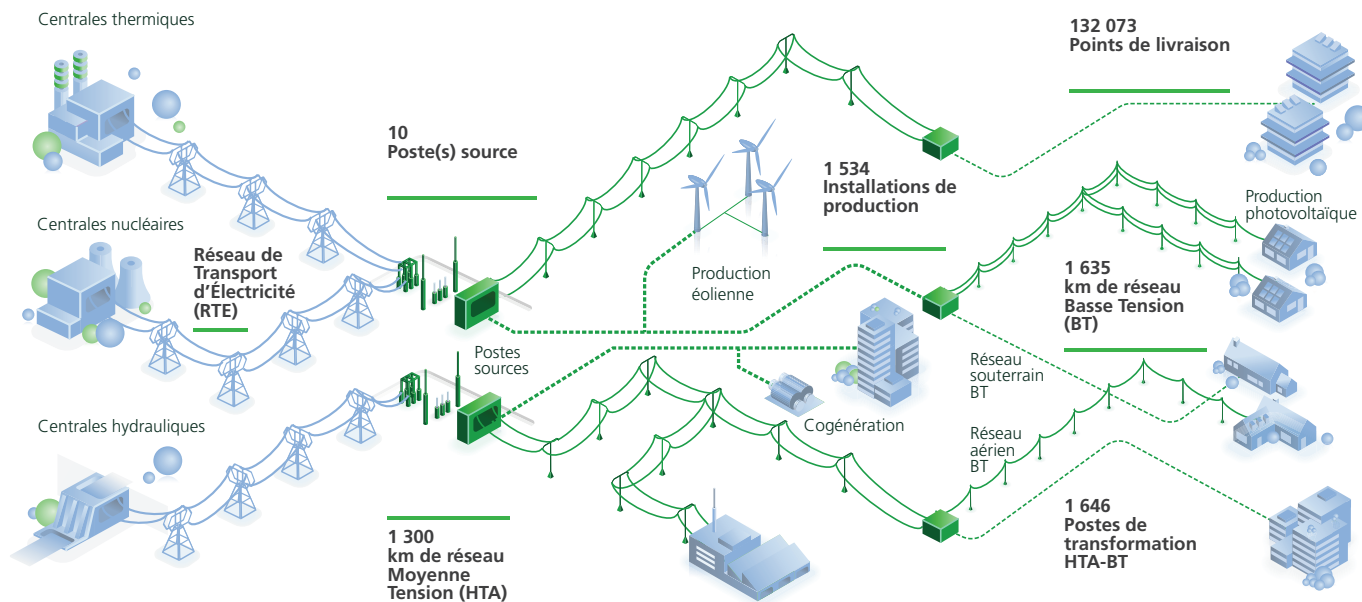 Centrales thermiques
132 073
Points de livraison
10
Poste(s) source
1 534
Installations de
production
Production
photovoltaïque
Centrales nucléaires
Réseau de
Transport
d’Électricité
(RTE)
Production
éolienne
1 635
km de réseau
Basse Tension
(BT)
Postes
sources
Réseau
souterrain
BT
Centrales hydrauliques
Cogénération
Réseau
aérien
BT
1 300
km de réseau
Moyenne
Tension (HTA)
1 646
Postes de
transformation
HTA-BT